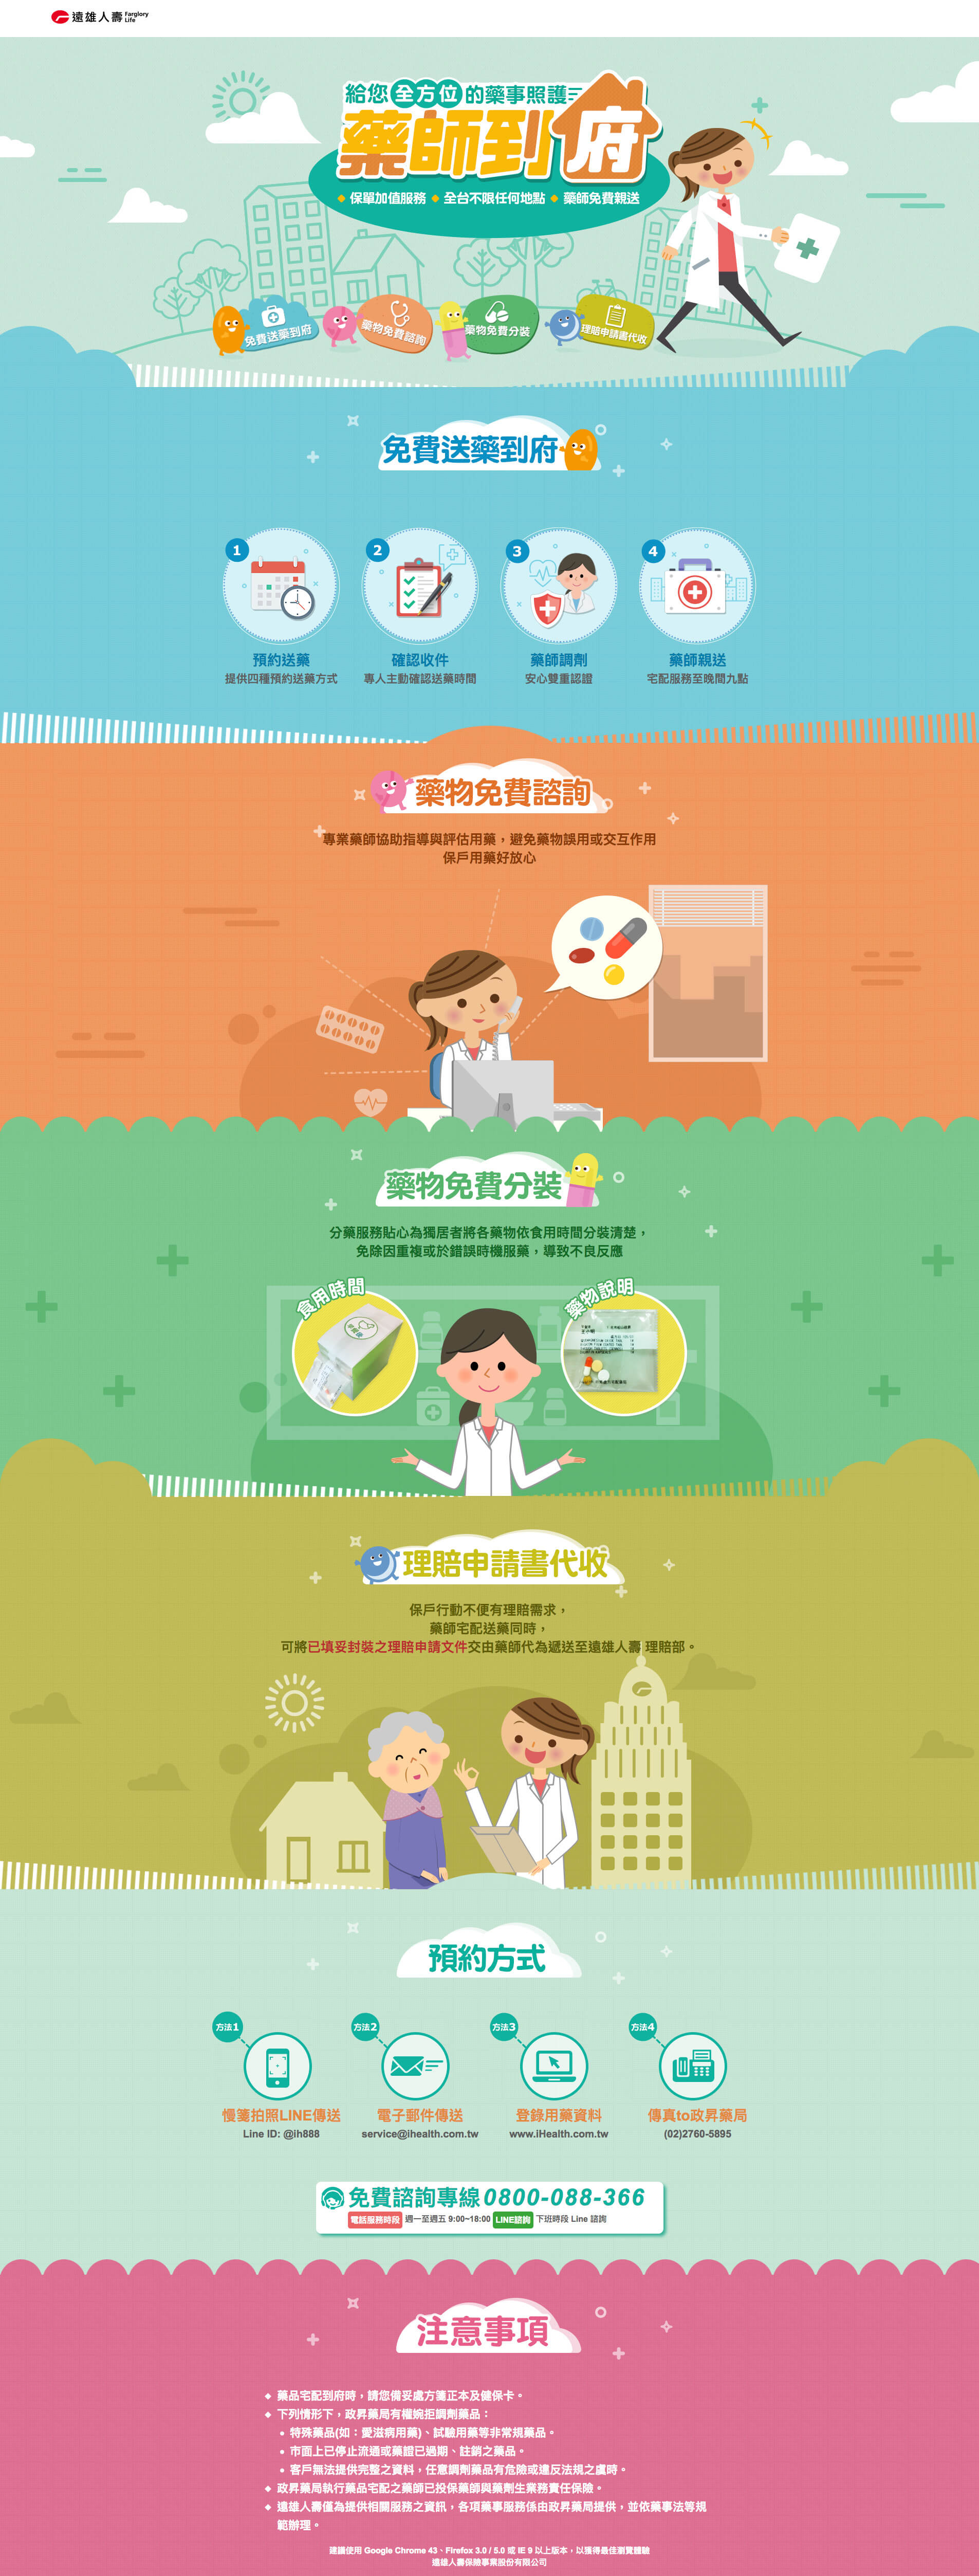 遠雄人壽 Farglory Life
給您全方位的藥事照護
藥師到府
保單加值服務 ◆ 全台不限任何地點 ◆ 藥師免費親送
免費送藥到府
藥物免費諮詢
藥物免費分裝
理賠申請書代收
免費送藥到府
1
2
3
4
預約送藥
確認收件
藥師調劑
藥師親送
提供四種預約送藥方式
專人主動確認送藥時間
安心雙重認證
宅配服務至晚間九點
藥物免費諮詢
專業藥師協助指導與評估用藥，避免藥物誤用或交互作用
保戶用藥好放心
藥物免費分裝
分藥服務貼心為獨居者將各藥物依食用時間分裝清楚，
免除因重複或於錯誤時機服藥，導致不良反應
食用時間
藥物說明
理賠申請書代收
保戶行動不便有理賠需求，
藥師宅配送藥同時，
可將已填妥封裝之理賠申請文件交由藥師代為遞送至遠雄人壽 理賠部。
預約方式
方法1
方法2
方法3
方法4
慢箋拍照LINE傳送
電子郵件傳送
登錄用藥資料
傳真to政昇藥局
Line ID: @ih888
service@ihealth.com.tw
www.iHealth.com.tw
(02)2760-5895
免費諮詢專線0800-088-366
電話服務時段 週一至週五 9:00~18:00 LINE諮詢 下班時段 Line 諮詢
注意事項
◆ 藥品宅配到府時，請您備妥處方箋正本及健保卡。
◆ 下列情形下，政昇藥局有權婉拒調劑藥品：
• 特殊藥品(如：愛滋病用藥)、試驗用藥等非常規藥品。
• 市面上已停止流通或藥證已過期、註銷之藥品。
• 客戶無法提供完整之資料，任意調劑藥品有危險或違反法規之虞時。
◆ 政昇藥局執行藥品宅配之藥師已投保藥師與藥劑生業務責任保險。
◆ 遠雄人壽僅為提供相關服務之資訊，各項藥事服務係由政昇藥局提供，並依藥事法等規
範辦理。
建議使用 Google Chrome 43、Firefox 3.0 / 5.0 或 IE 9 以上版本，以獲得最佳瀏覽體驗
遠雄人壽保險事業股份有限公司